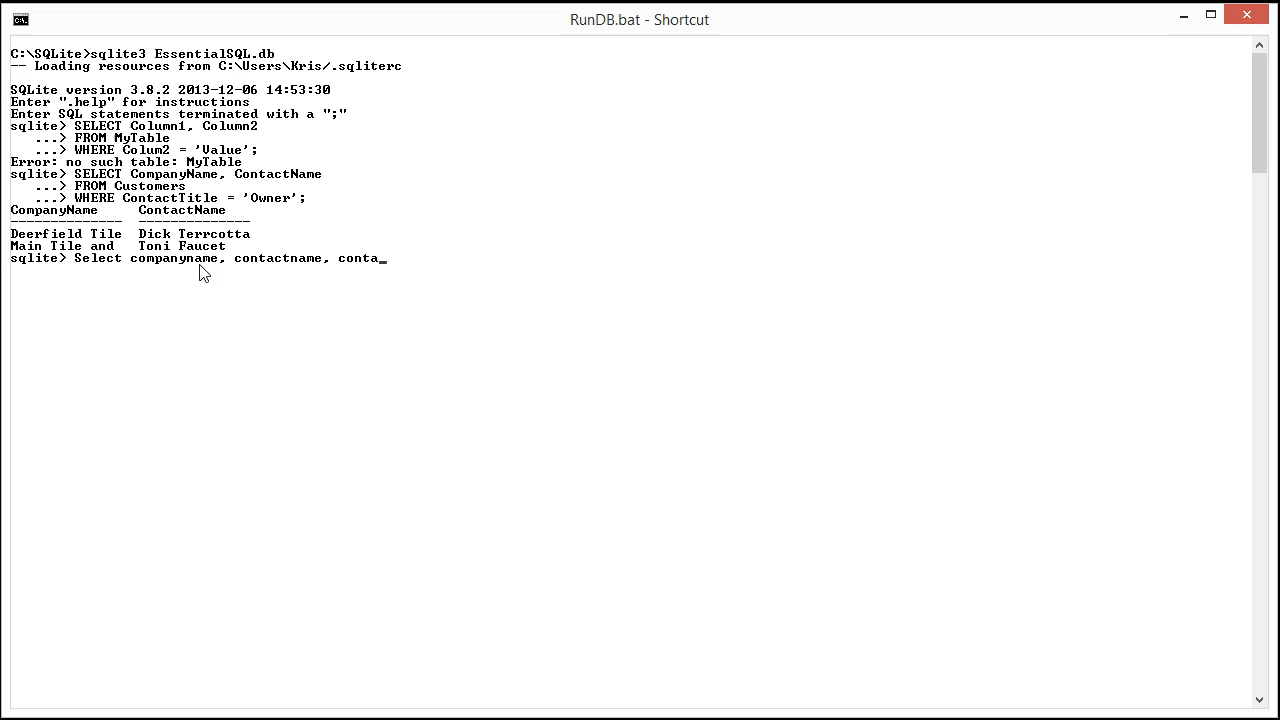 RunDB.bat - Shortcut
C:\SQLite>sqlite3 EssentialSQL.db
-- Loading resources from C:\Users\Kris/.sqliterc
SQLite version 3.8.2 2013-12-06 14:53:30
Enter ".help" for instructions
Enter SQL statements terminated with a ";"
sqlite> SELECT Column1, Column2
   ...> FROM MyTable
   ...> WHERE Colum2 = 'Value';
Error: no such table: MyTable
sqlite> SELECT CompanyName, ContactName
   ...> FROM Customers
   ...> WHERE ContactTitle = 'Owner';
CompanyName     ContactName
--------------  --------------
Deerfield Tile  Dick Terrcotta
Main Tile and   Toni Faucet
sqlite> Select companyname, contactname, conta_